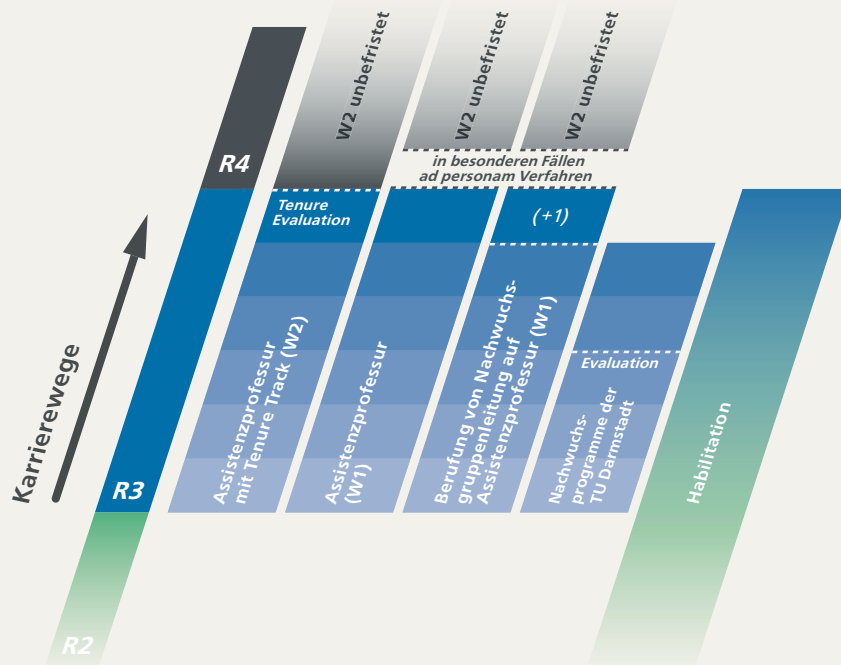 W2 unbefristet
W2 unbefristet
W2 unbefristet
R4
in besonderen Fällen
ad personam Verfahren
Tenure
Evaluation
(+1)
Karrierewege
R3
Assistenzprofessur
mit Tenure Track (W2)
Assistenzprofessur
(W1)
Berufung von Nachwuchs-
gruppenleitung auf
Assistenzprofessur (W1)
Evaluation
Nachwuchs-
programme der
TU Darmstadt
Habilitation
R2